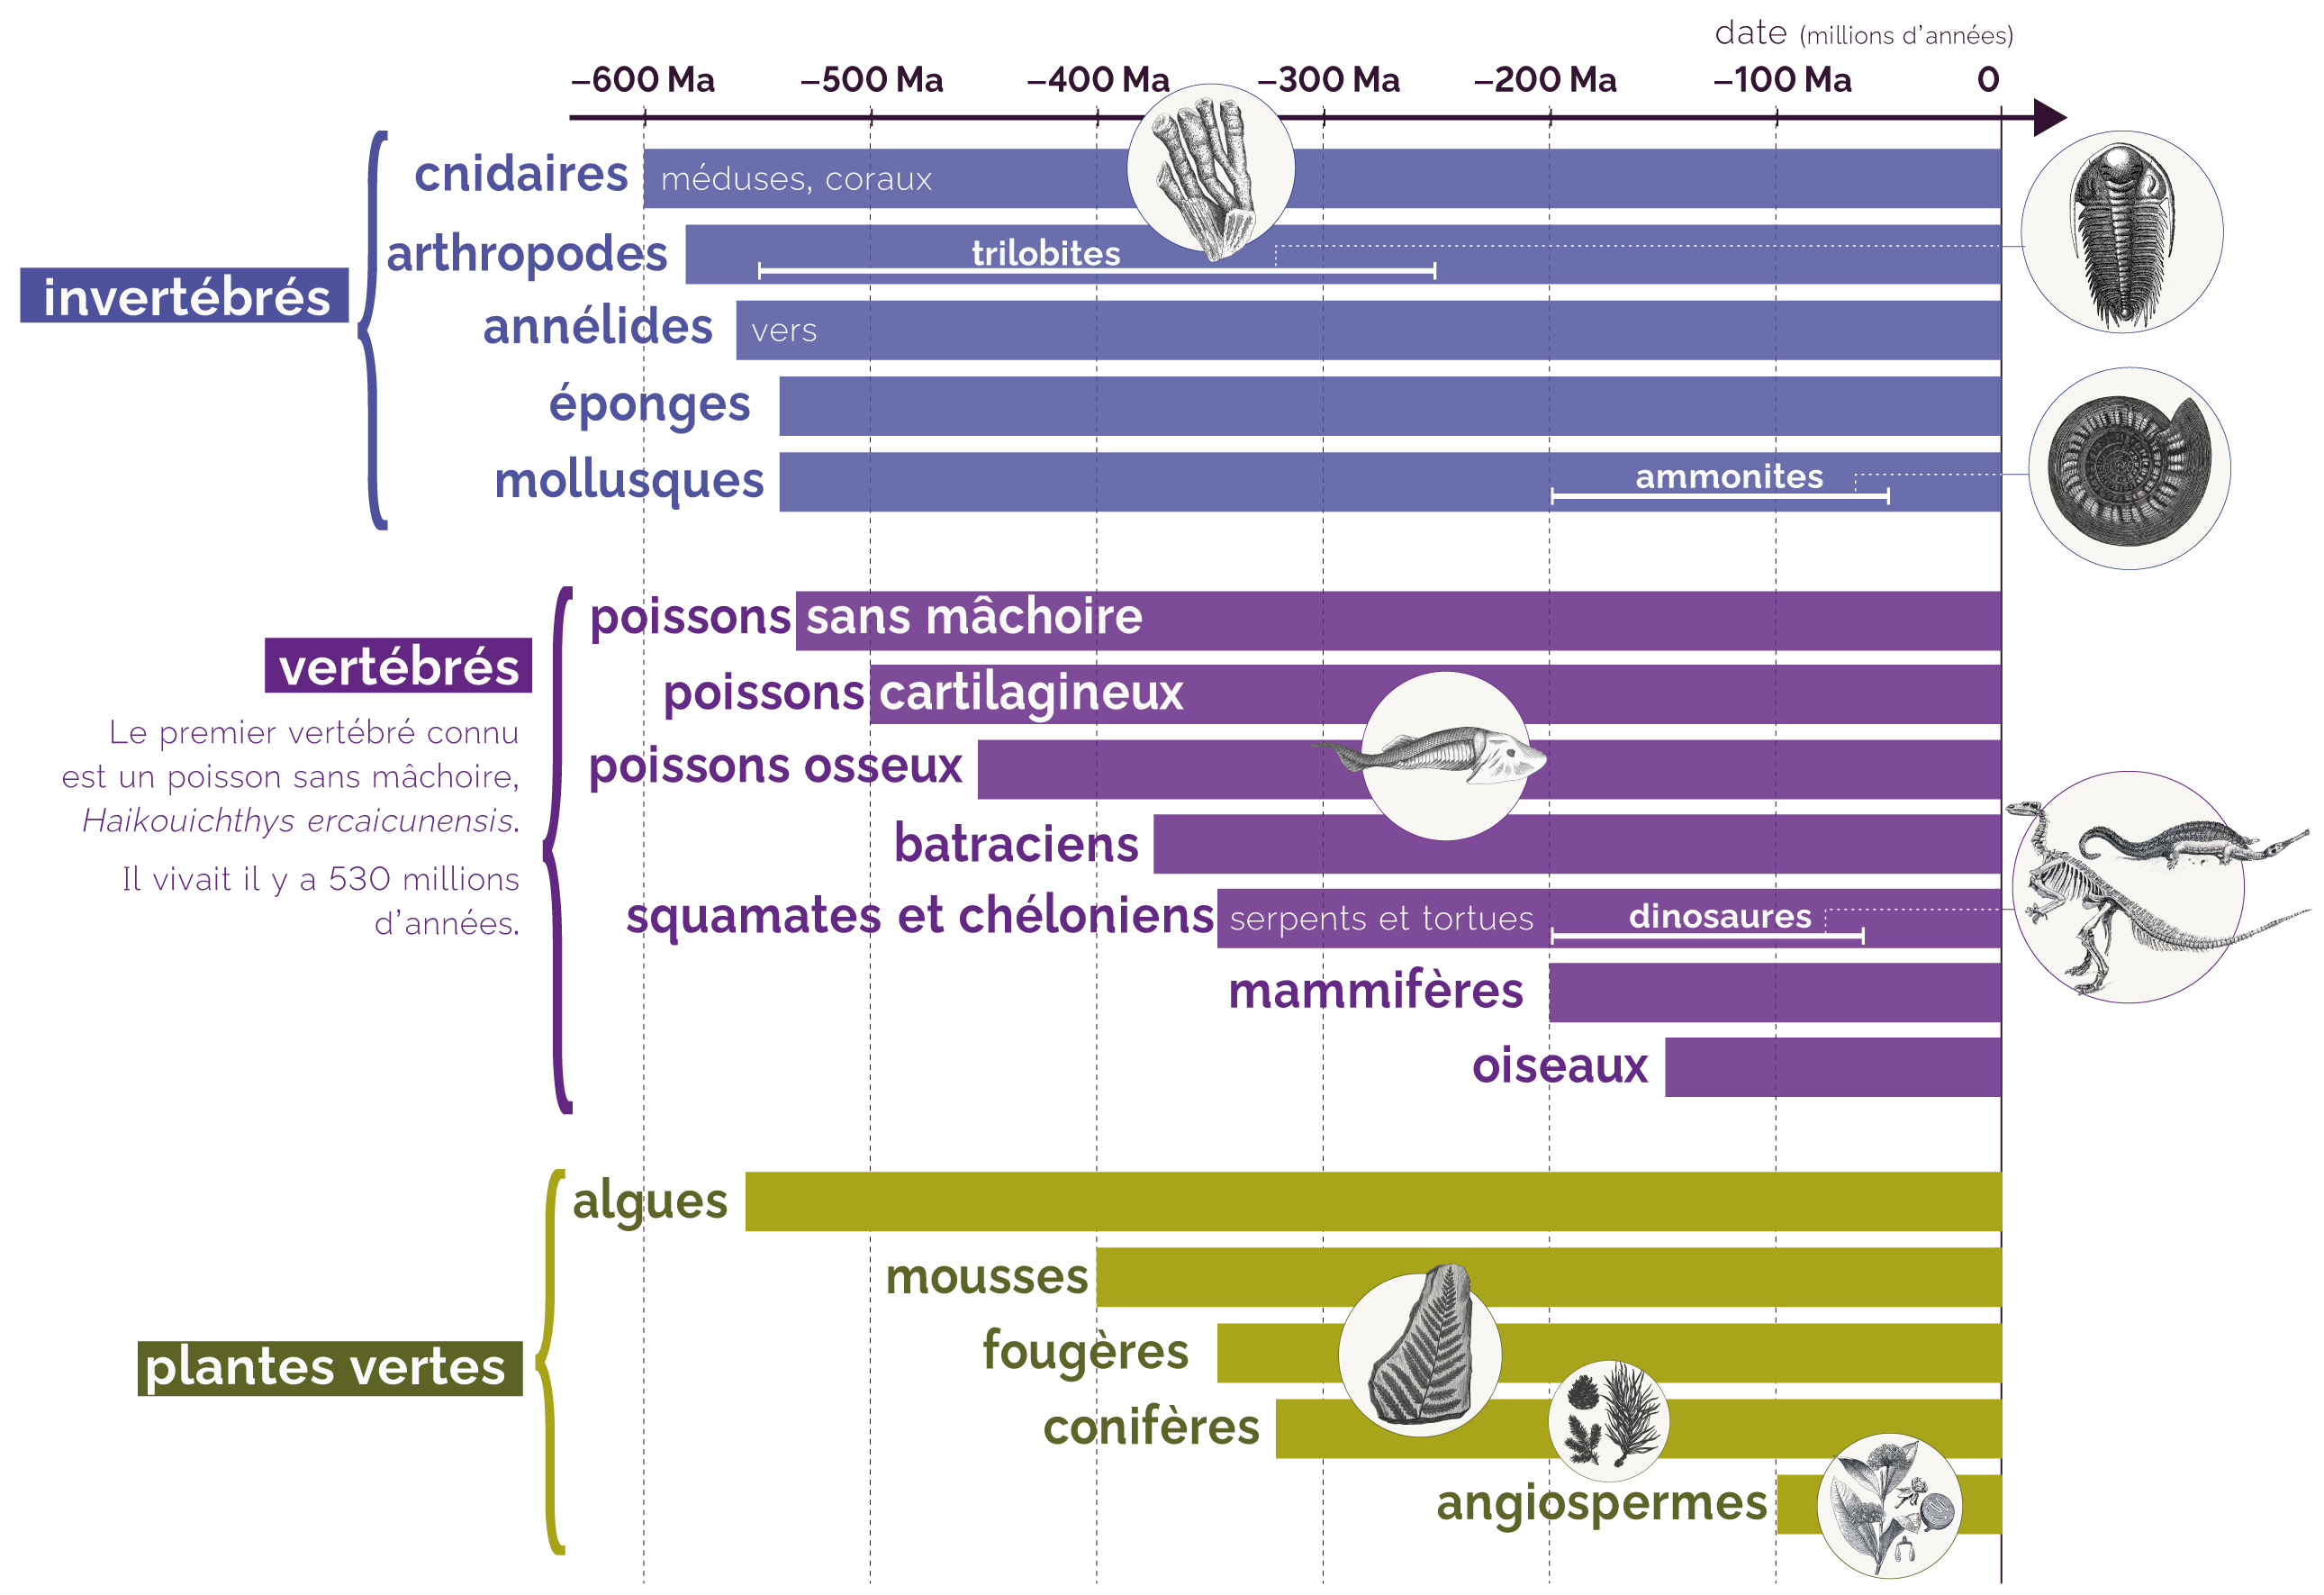 date (millions d'années)
–600 Ma –500 Ma –400 Ma –300 Ma –200 Ma –100 Ma 0
invertébrés
cnidaires méduses, coraux
arthropodes trilobites
annélides vers
éponges
mollusques ammonites
vertébrés
Le premier vertébré connu
est un poisson sans mâchoire,
Haikouichthys ercaicunensis.
Il vivait il y a 530 millions
d'années.
poissons sans mâchoire
poissons cartilagineux
poissons osseux
batraciens
squamates et chéloniens serpents et tortues dinosaures
mammifères
oiseaux
plantes vertes
algues
mousses
fougères
conifères
angiospermes